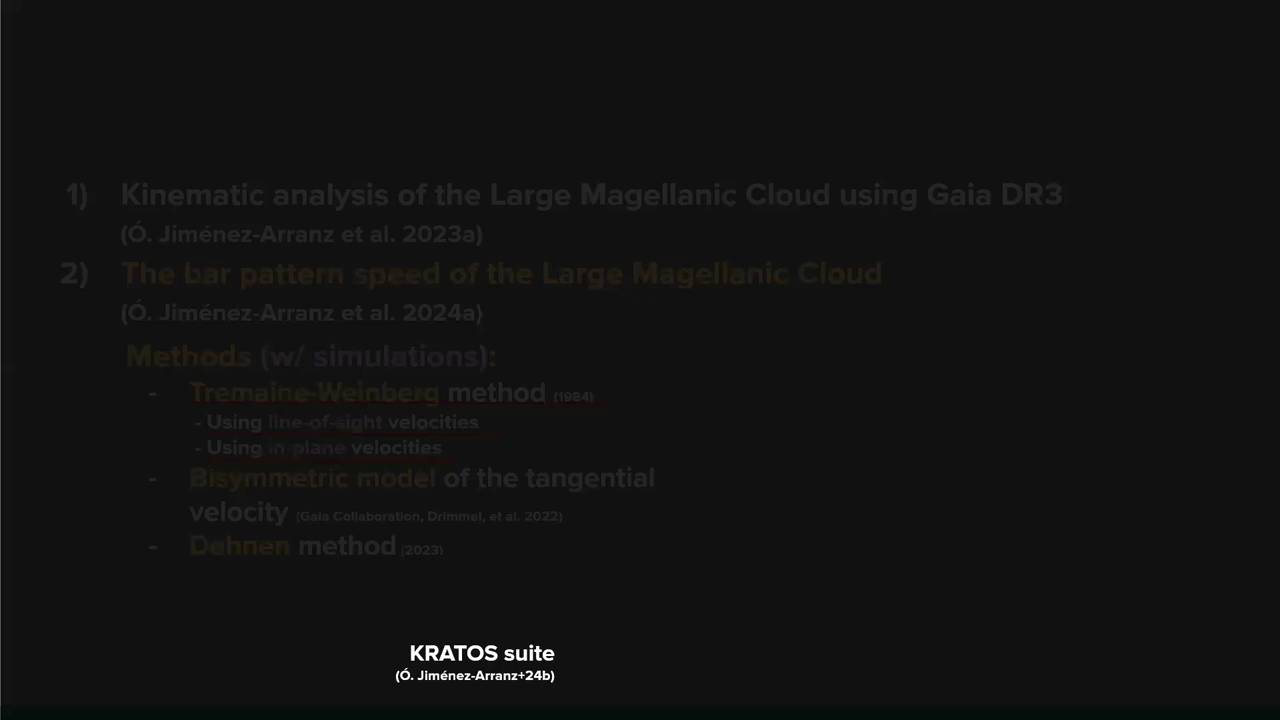 1) Kinematic analysis of the Large Magellanic Cloud using Gaia DR3
(Ó. Jiménez-Arranz et al. 2023a)
2) The bar pattern speed of the Large Magellanic Cloud
(Ó. Jiménez-Arranz et al. 2024a)
Methods (w/ simulations):
- Tremaine-Weinberg method (1984)
- Using line-of-sight velocities
- Using in-plane velocities
- Bisymmetric model of the tangential
velocity (Gaia Collaboration, Drimmel, et al. 2022)
- Dehnen method (2023)
KRATOS suite
(Ó. Jiménez-Arranz+24b)